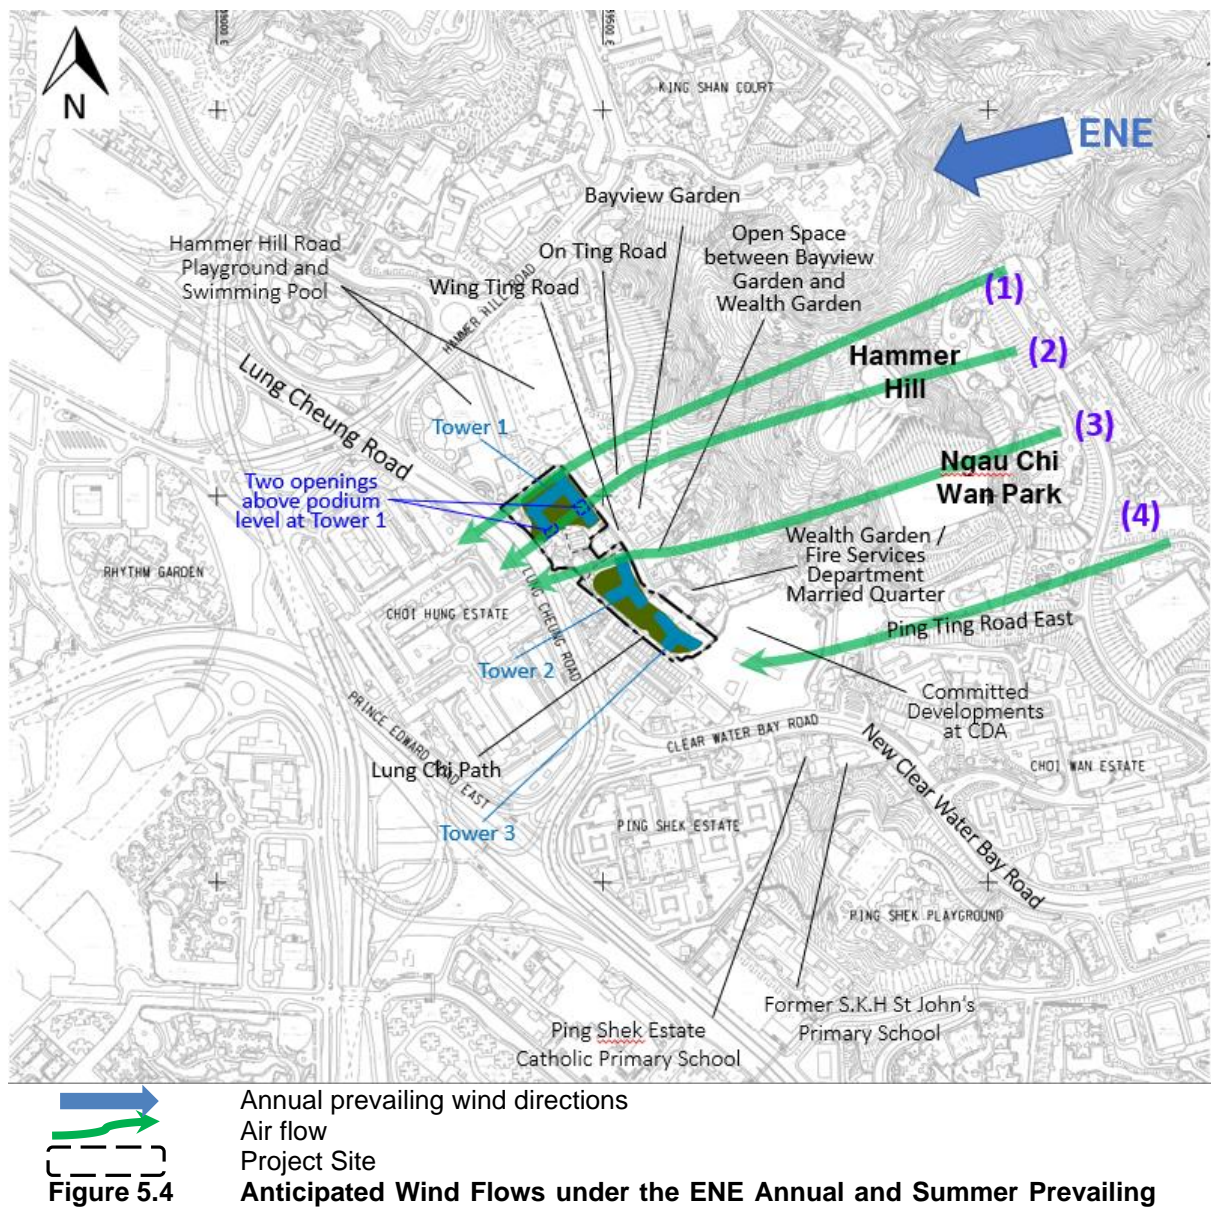 99000 E
99500 E
N
KING SHAN COURT
ENE
Bayview Garden
Hammer Hill Road
Playground and
Swimming Pool
On Ting Road
Open Space
between Bayview
Garden and
Wealth Garden
Wing Ting Road
HAMMER HILL ROAD
(1)
(2)
Hammer
Hill
Lung Cheung Road
Tower 1
(3)
Ngau Chi
Wan Park
Two openings
above podium
level at Tower 1
(4)
Wealth Garden /
Fire Services
Department
Married Quarter
RHYTHM GARDEN
CHOI HUNG ESTATE
LUNG CHEUNG ROAD
Ping Ting Road East
Tower 2
Committed
Developments
at CDA
PRINCE EDWARD ROAD EAST
CLEAR WATER BAY ROAD
New Clear Water Bay Road
CHOI WAN ESTATE
Lung Chi Path
Tower 3
PING SHEK ESTATE
PING SHEK PLAYGROUND
Former S.K.H St John's
Primary School
Ping Shek Estate
Catholic Primary School
Annual prevailing wind directions
Air flow
Project Site
Figure 5.4 Anticipated Wind Flows under the ENE Annual and Summer Prevailing